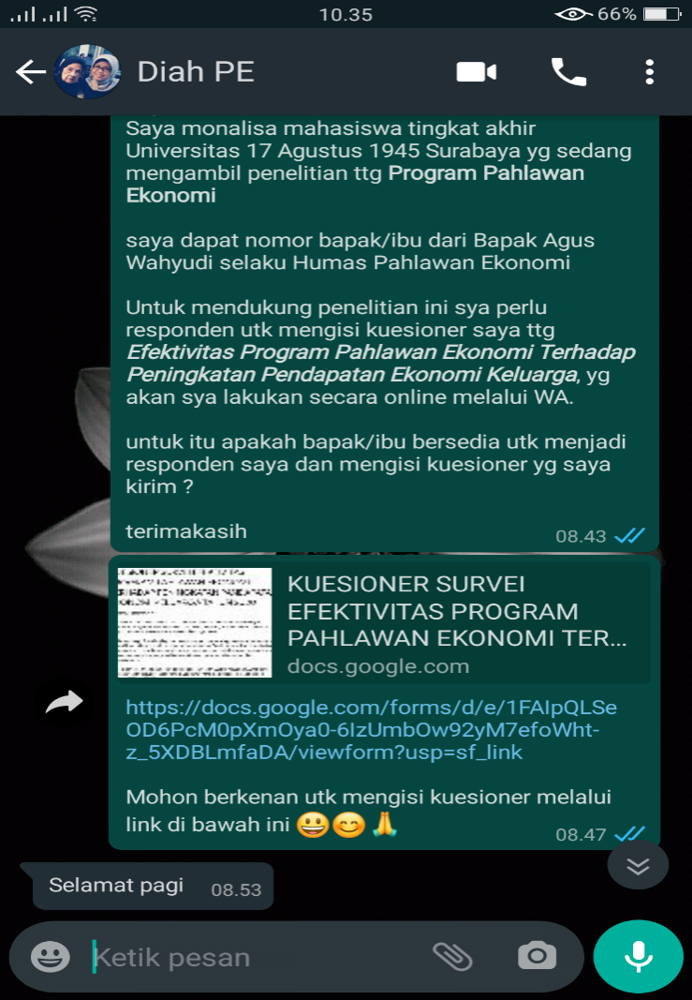 10.35
66%
Diah PE
Saya monalisa mahasiswa tingkat akhir
Universitas 17 Agustus 1945 Surabaya yg sedang
mengambil penelitian ttg Program Pahlawan
Ekonomi
saya dapat nomor bapak/ibu dari Bapak Agus
Wahyudi selaku Humas Pahlawan Ekonomi
Untuk mendukung penelitian ini sya perlu
responden utk mengisi kuesioner saya ttg
Efektivitas Program Pahlawan Ekonomi Terhadap
Peningkatan Pendapatan Ekonomi Keluarga, yg
akan sya lakukan secara online melalui WA.
untuk itu apakah bapak/ibu bersedia utk menjadi
responden saya dan mengisi kuesioner yg saya
kirim ?
terimakasih
08.43
KUESIONER SURVEI
EFEKTIVITAS PROGRAM
PAHLAWAN EKONOMI TER...
docs.google.com
https://docs.google.com/forms/d/e/1FAIpQLSe
OD6PcM0pXmOya0-6IzUmbOw92yM7efoWht-
z_5XDBLmfaDA/viewform?usp=sf_link
Mohon berkenan utk mengisi kuesioner melalui
link di bawah ini 😃😊🙏
08.47
Selamat pagi
08.53
Ketik pesan